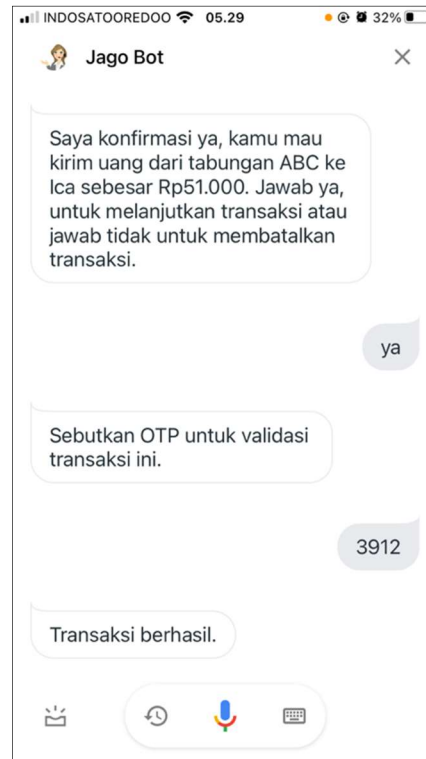 INDOSATOOREDOO 05.29 32%
Jago Bot
Saya konfirmasi ya, kamu mau
kirim uang dari tabungan ABC ke
Ica sebesar Rp51.000. Jawab ya,
untuk melanjutkan transaksi atau
jawab tidak untuk membatalkan
transaksi.
ya
Sebutkan OTP untuk validasi
transaksi ini.
3912
Transaksi berhasil.